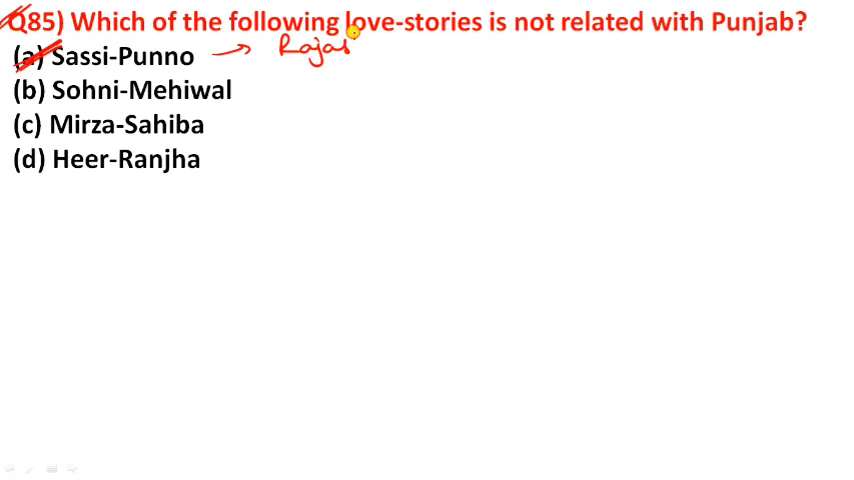 Q85) Which of the following love-stories is not related with Punjab?
(a) Sassi-Punno → Rajas
(b) Sohni-Mehiwal
(c) Mirza-Sahiba
(d) Heer-Ranjha